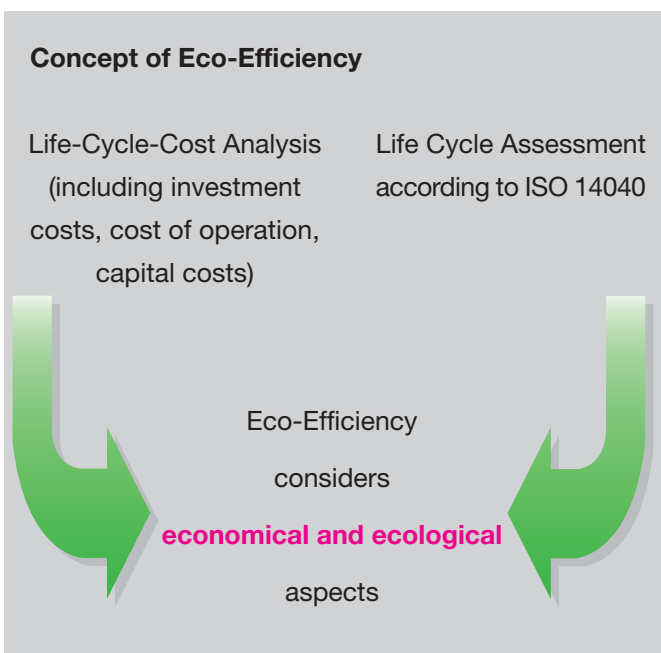 Concept of Eco-Efficiency
Life-Cycle-Cost Analysis
(including investment
costs, cost of operation,
capital costs)
Life Cycle Assessment
according to ISO 14040
Eco-Efficiency
considers
economical and ecological
aspects